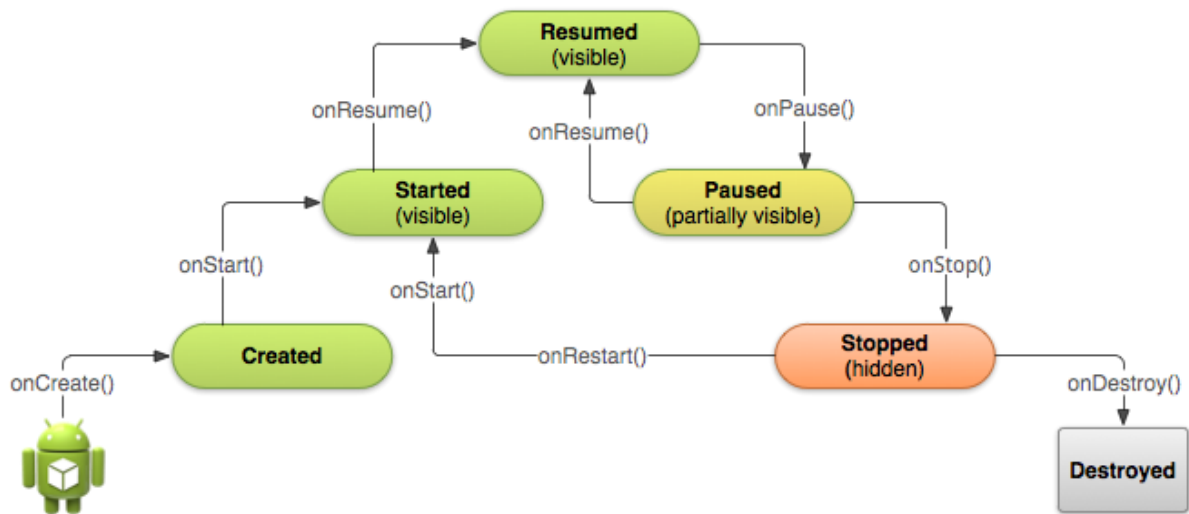 Resumed
(visible)
onResume()
onResume()
onPause()
Started
(visible)
Paused
(partially visible)
onStart()
onStart()
onStop()
Created
onRestart()
Stopped
(hidden)
onCreate()
onDestroy()
Destroyed